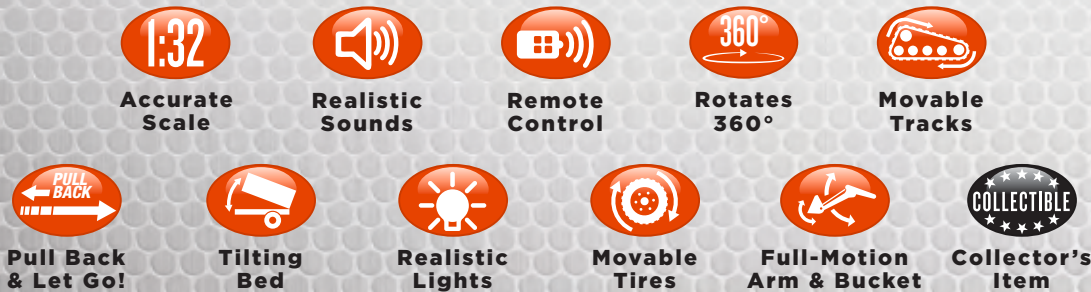 1:32
360°
Accurate
Scale
Realistic
Sounds
Remote
Control
Rotates
360°
Movable
Tracks
PULL
BACK
COLLECTIBLE
Pull Back
& Let Go!
Tilting
Bed
Realistic
Lights
Movable
Tires
Full-Motion
Arm & Bucket
Collector's
Item